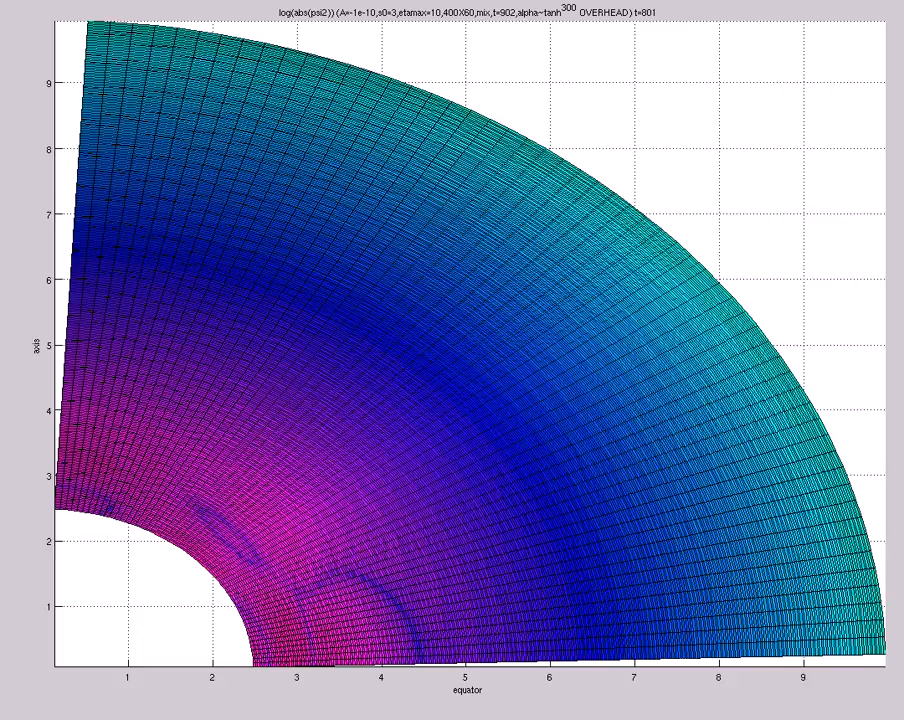 log(abs(psi2)) (A=-1e-10,s0=3,etamax=10,400X60,mix,t=902,alpha~tanh^300 OVERHEAD) t=801
9
8
7
6
5
4
3
2
1
axis
1 2 3 4 5 6 7 8 9
equator